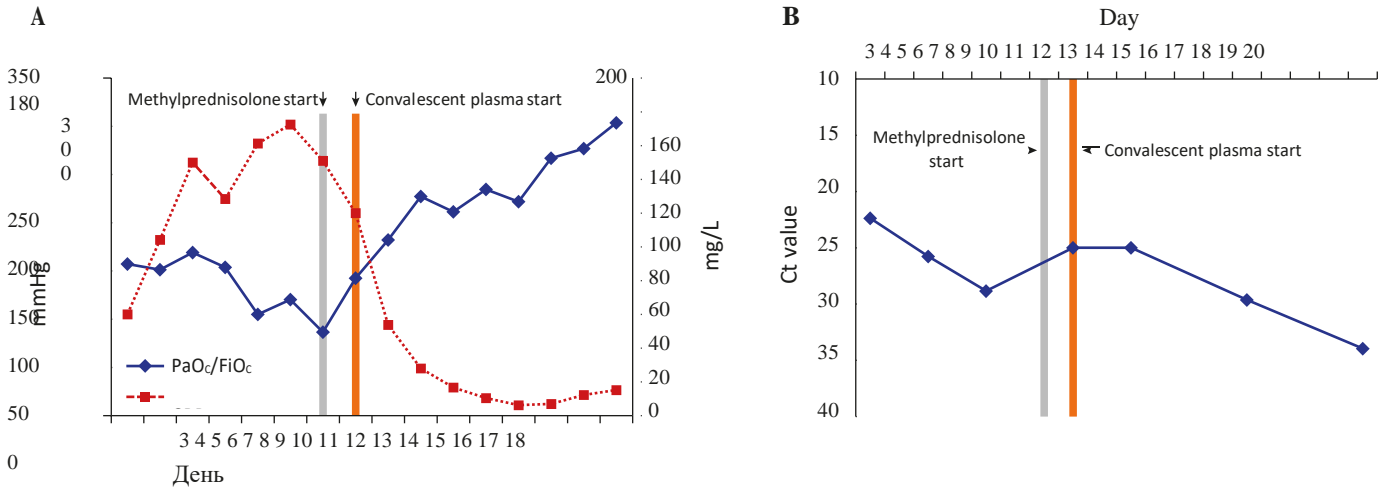 A
350
180
3
0
0
250
200
150
100
50
0
mmHg
Methylprednisolone start
Convalescent plasma start
200
160
140
120
100
80
60
40
20
0
mg/L
PaOc/FiOc
3 4 5 6 7 8 9 10 11 12 13 14 15 16 17 18
День
B
Day
3 4 5 6 7 8 9 10 11 12 13 14 15 16 17 18 19 20
10
15
20
25
30
35
40
Ct value
Methylprednisolone
start
Convalescent plasma start